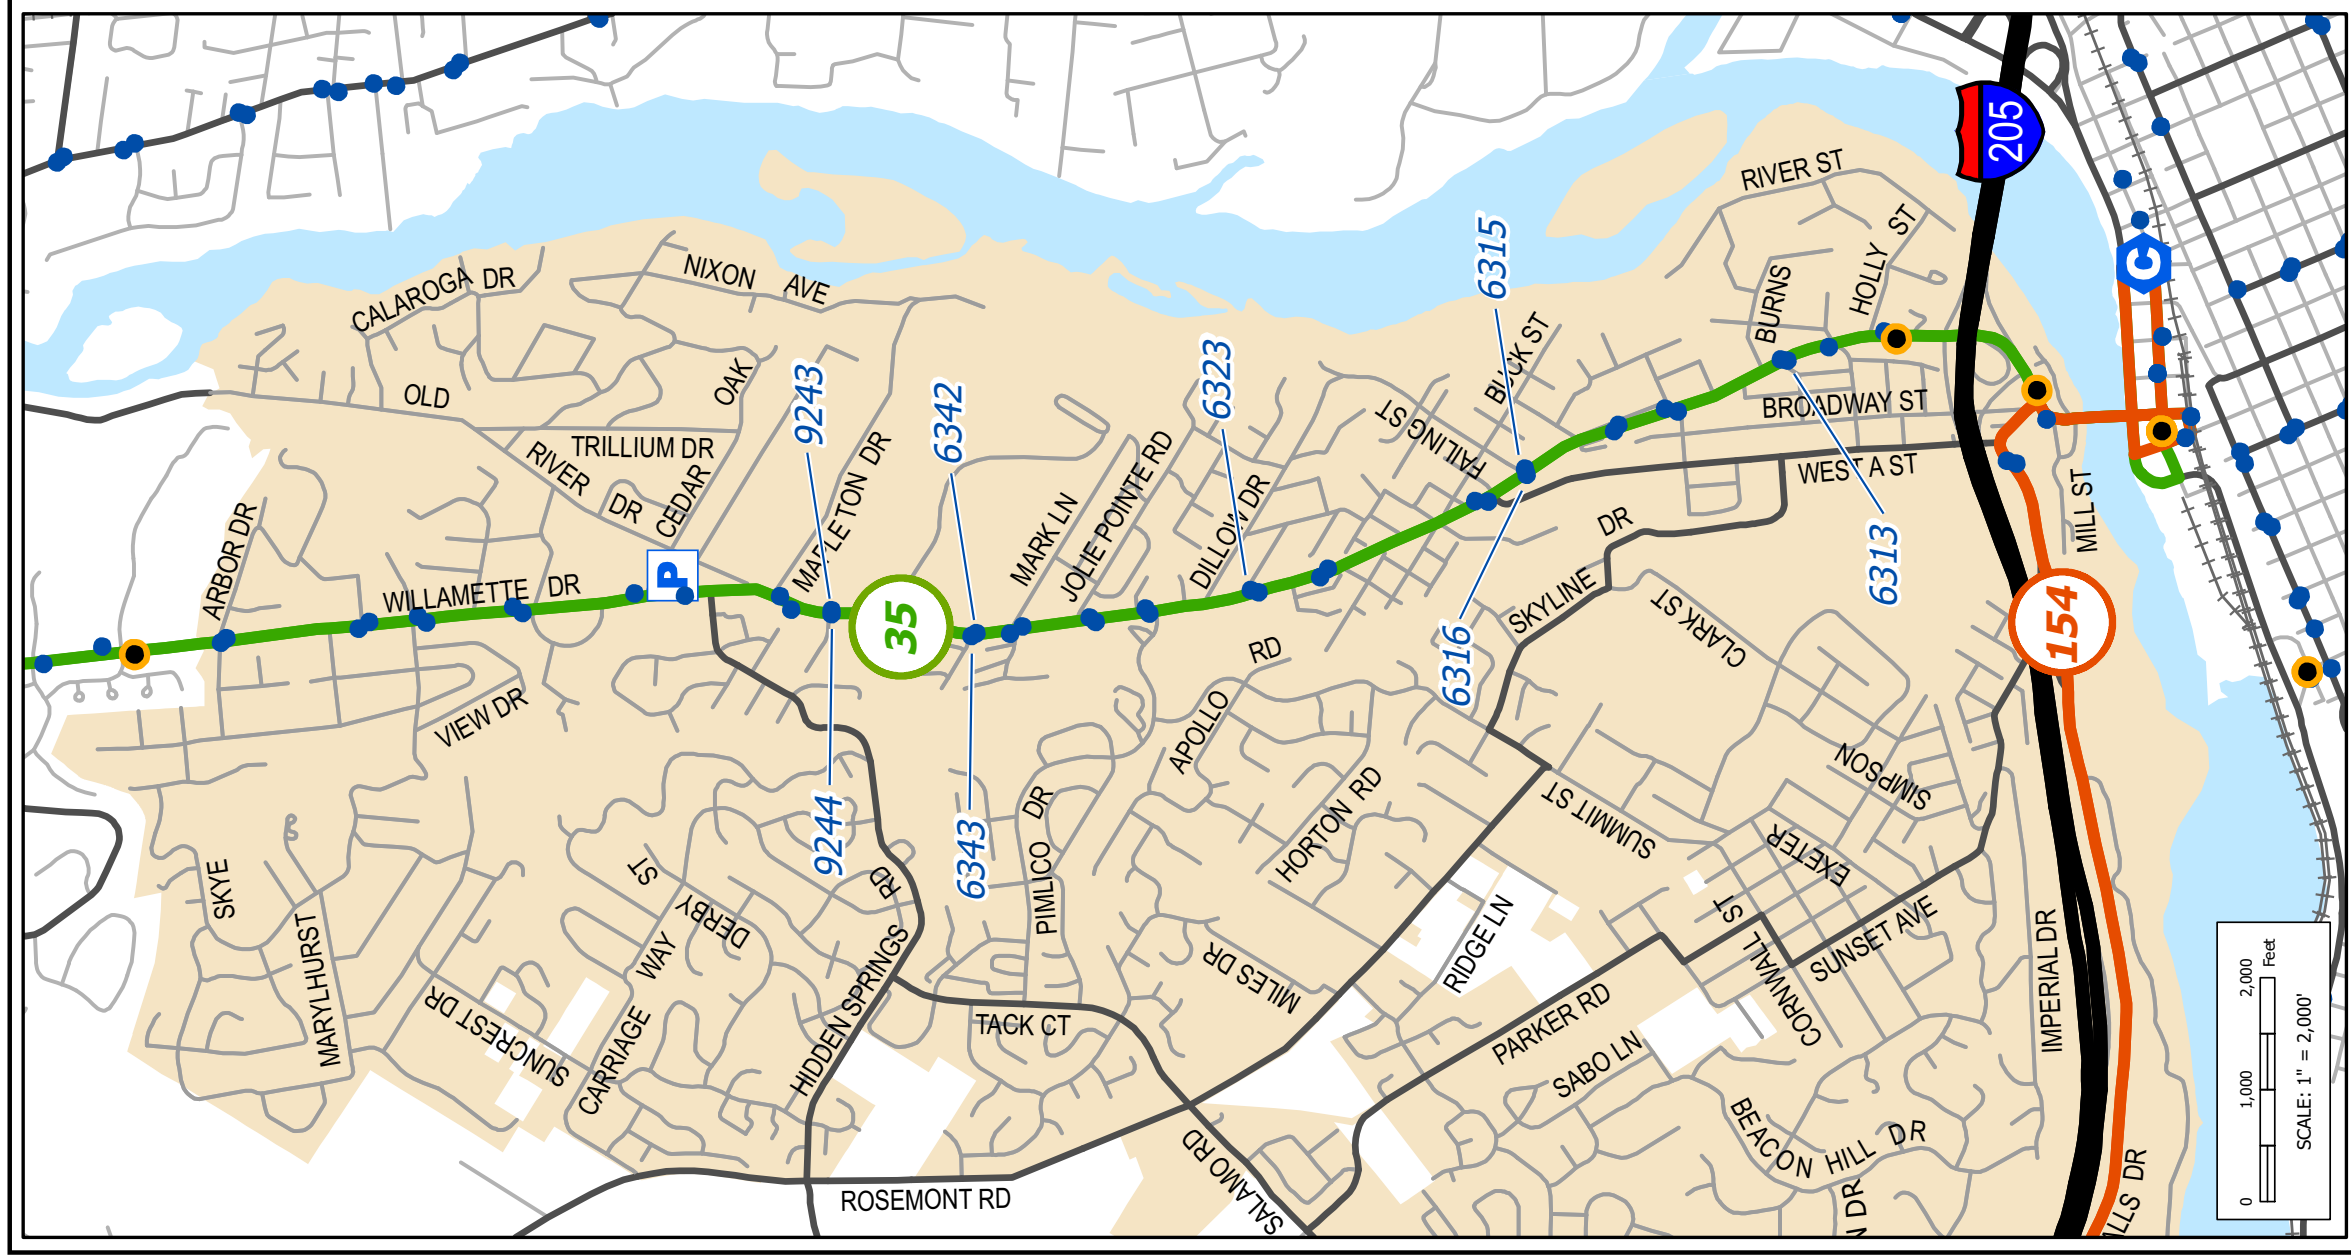 205
RIVER ST
HOLLY ST
BURNS
C
CALAROGA DR
NIXON AVE
6315
BUCK ST
OLD
OAK
9243
6342
6323
FAILING ST
BROADWAY ST
TRILLIUM DR
RIVER DR
CEDAR
MAPLETON DR
MARK LN
JOLIE POINTE RD
DILLOW DR
WEST A ST
MILL ST
ARBOR DR
WILLAMETTE DR
P
35
6313
SKYLINE DR
CLARK ST
154
6316
APOLLO RD
VIEW DR
SIMPSON
9244
6343
PIMLICO DR
HORTON RD
SUMMIT ST
EXETER
SKYE
MARYLHURST
DERBY ST
HIDDEN SPRINGS RD
CARRIAGE WAY
SUNCREST DR
MILES DR
RIDGE LN
CORNWALL ST
SUNSET AVE
IMPERIAL DR
TACK CT
PARKER RD
SABO LN
BEACON HILL DR
ROSEMONT RD
SALAMO RD
N DR
LLS DR
0 1,000 2,000
Feet
SCALE: 1" = 2,000'